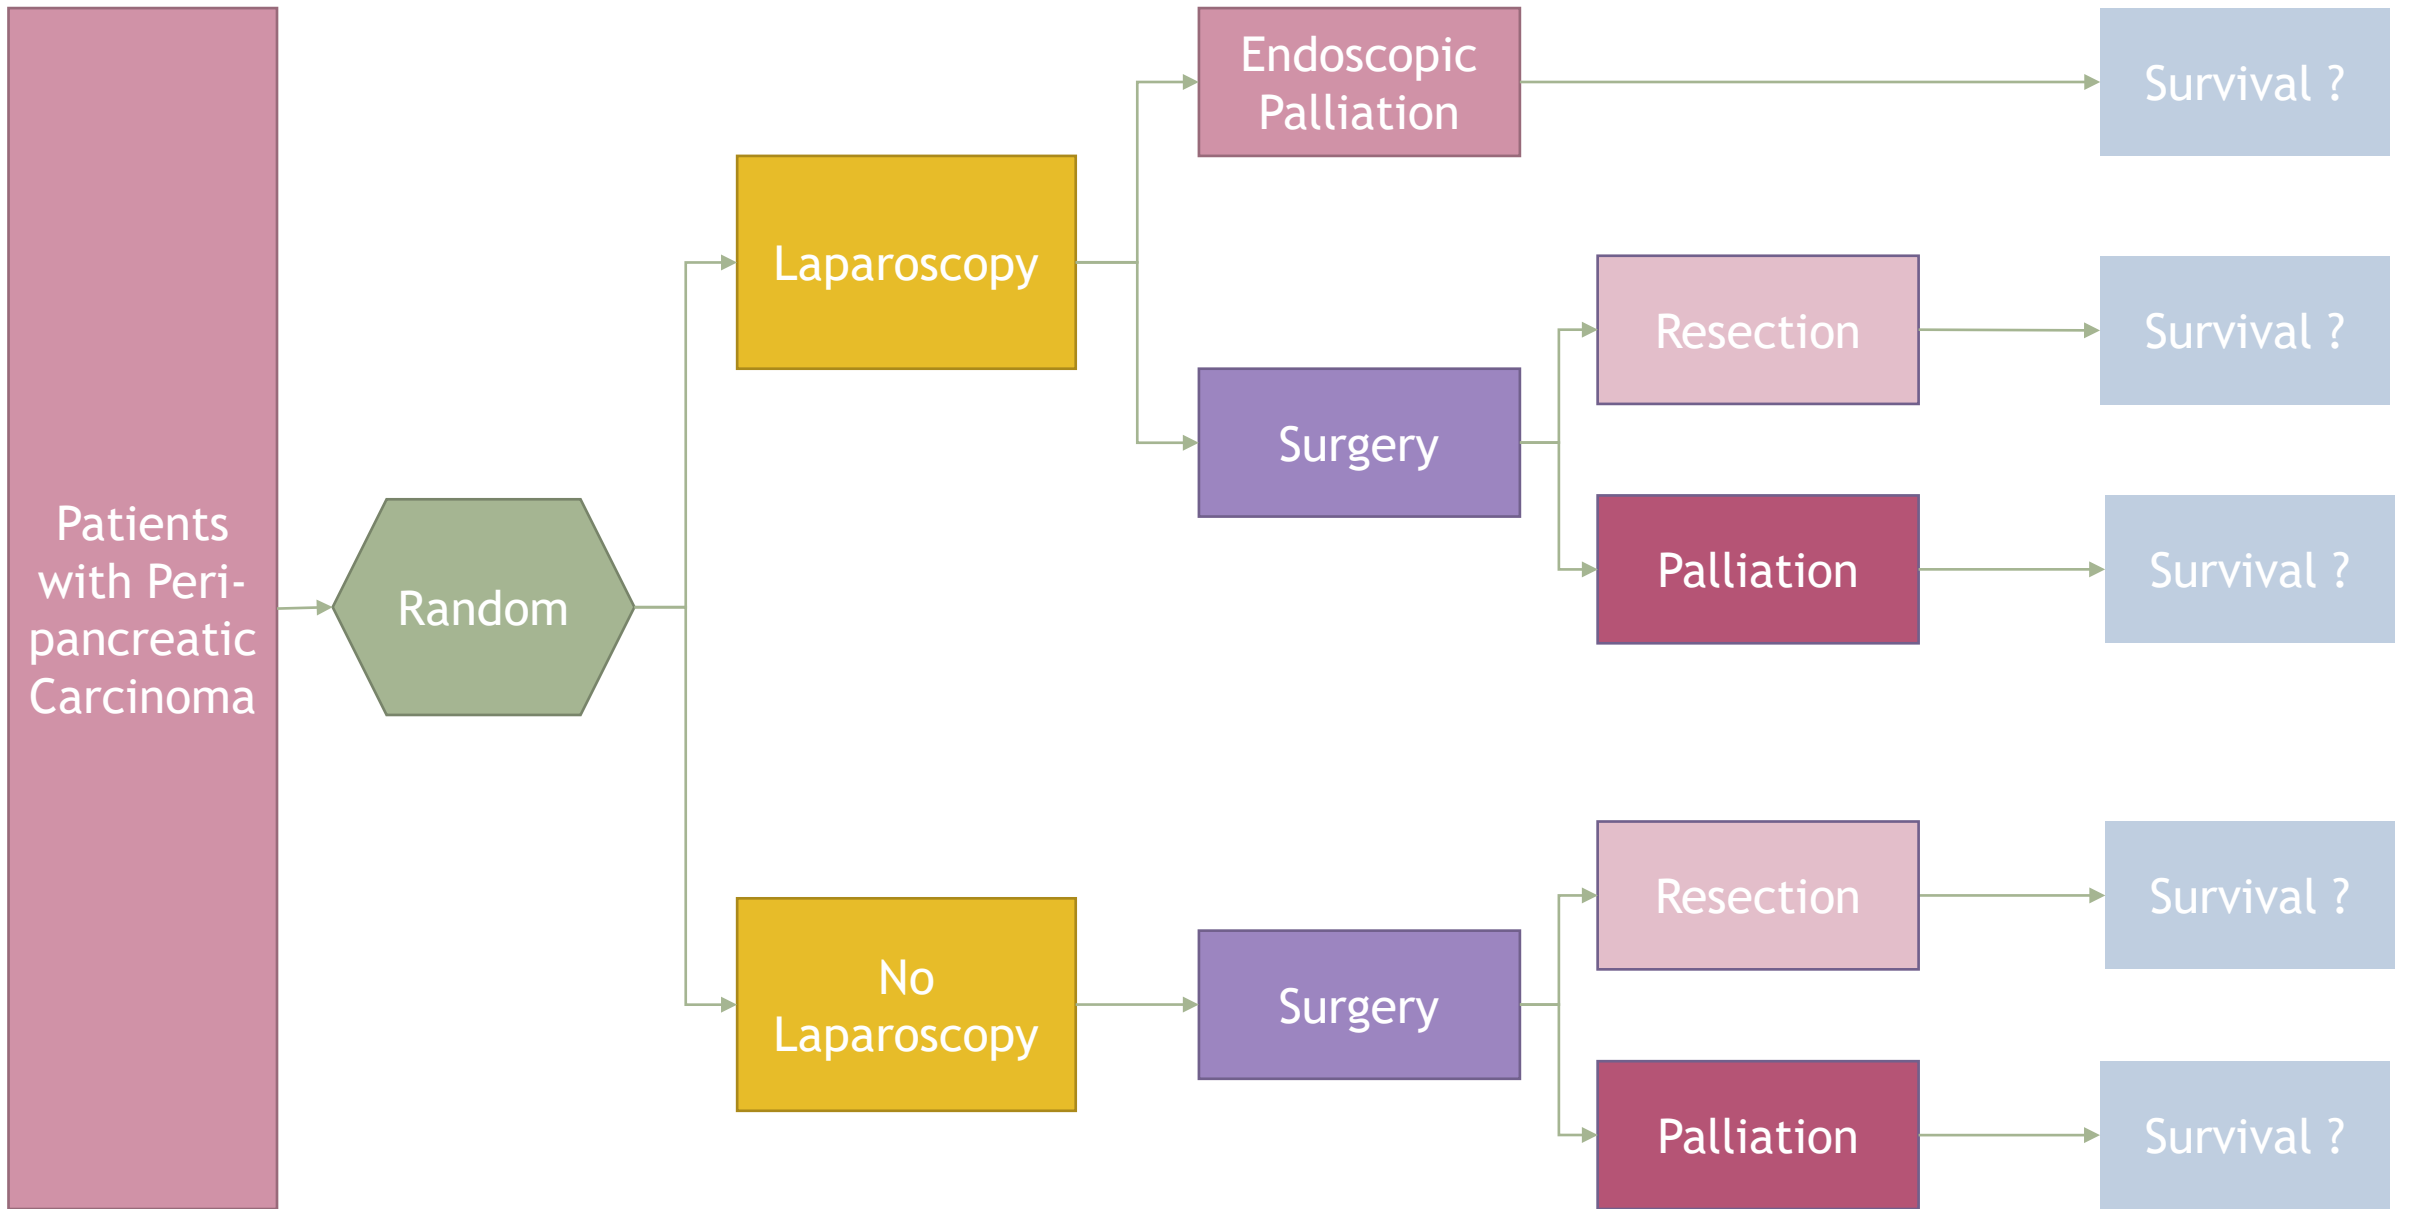 Patients
with Peri-
pancreatic
Carcinoma
Random
Laparoscopy
No
Laparoscopy
Endoscopic
Palliation
Surgery
Surgery
Resection
Palliation
Resection
Palliation
Survival ?
Survival ?
Survival ?
Survival ?
Survival ?